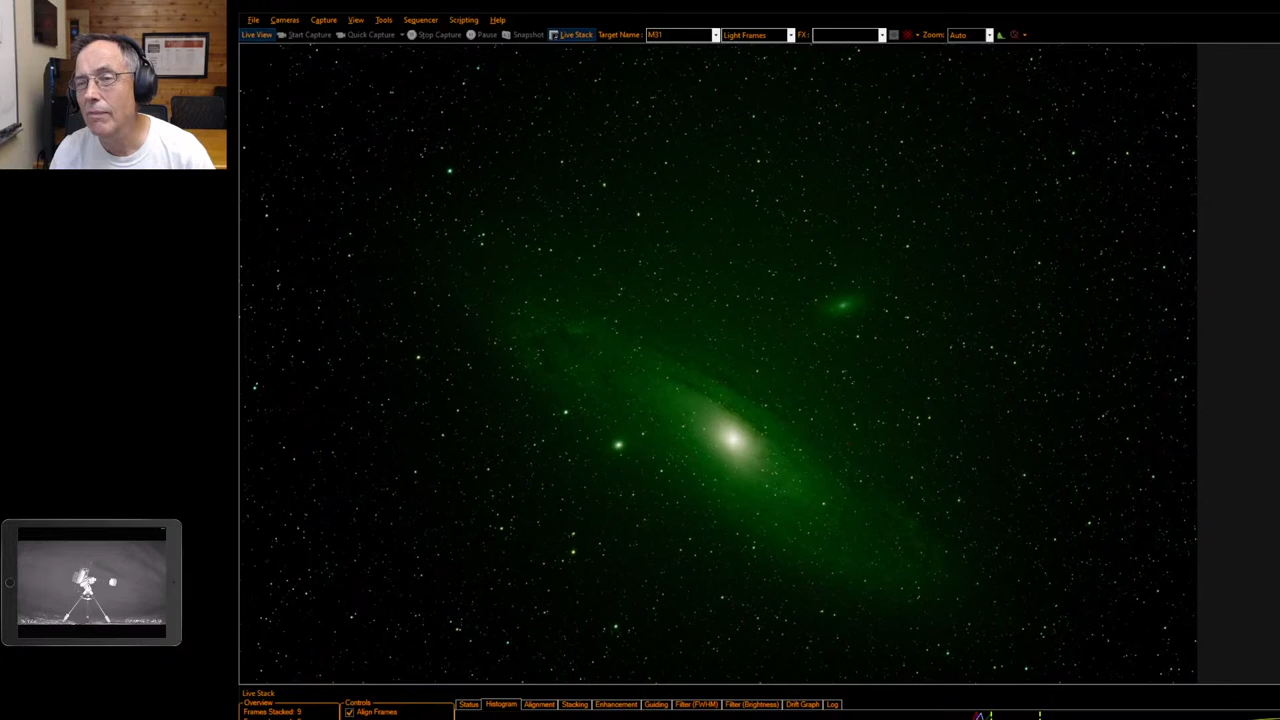 File Cameras Capture View Tools Sequencer Scripting Help
Live View Start Capture Quick Capture Stop Capture Pause Snapshot Live Stack Target Name : M31 Light Frames FX : Zoom: Auto
Live Stack
Overview Controls Status Histogram Alignment Stacking Enhancement Guiding Filter (FWHM) Filter (Brightness) Drift Graph Log
Frames Stacked: 9 Align Frames